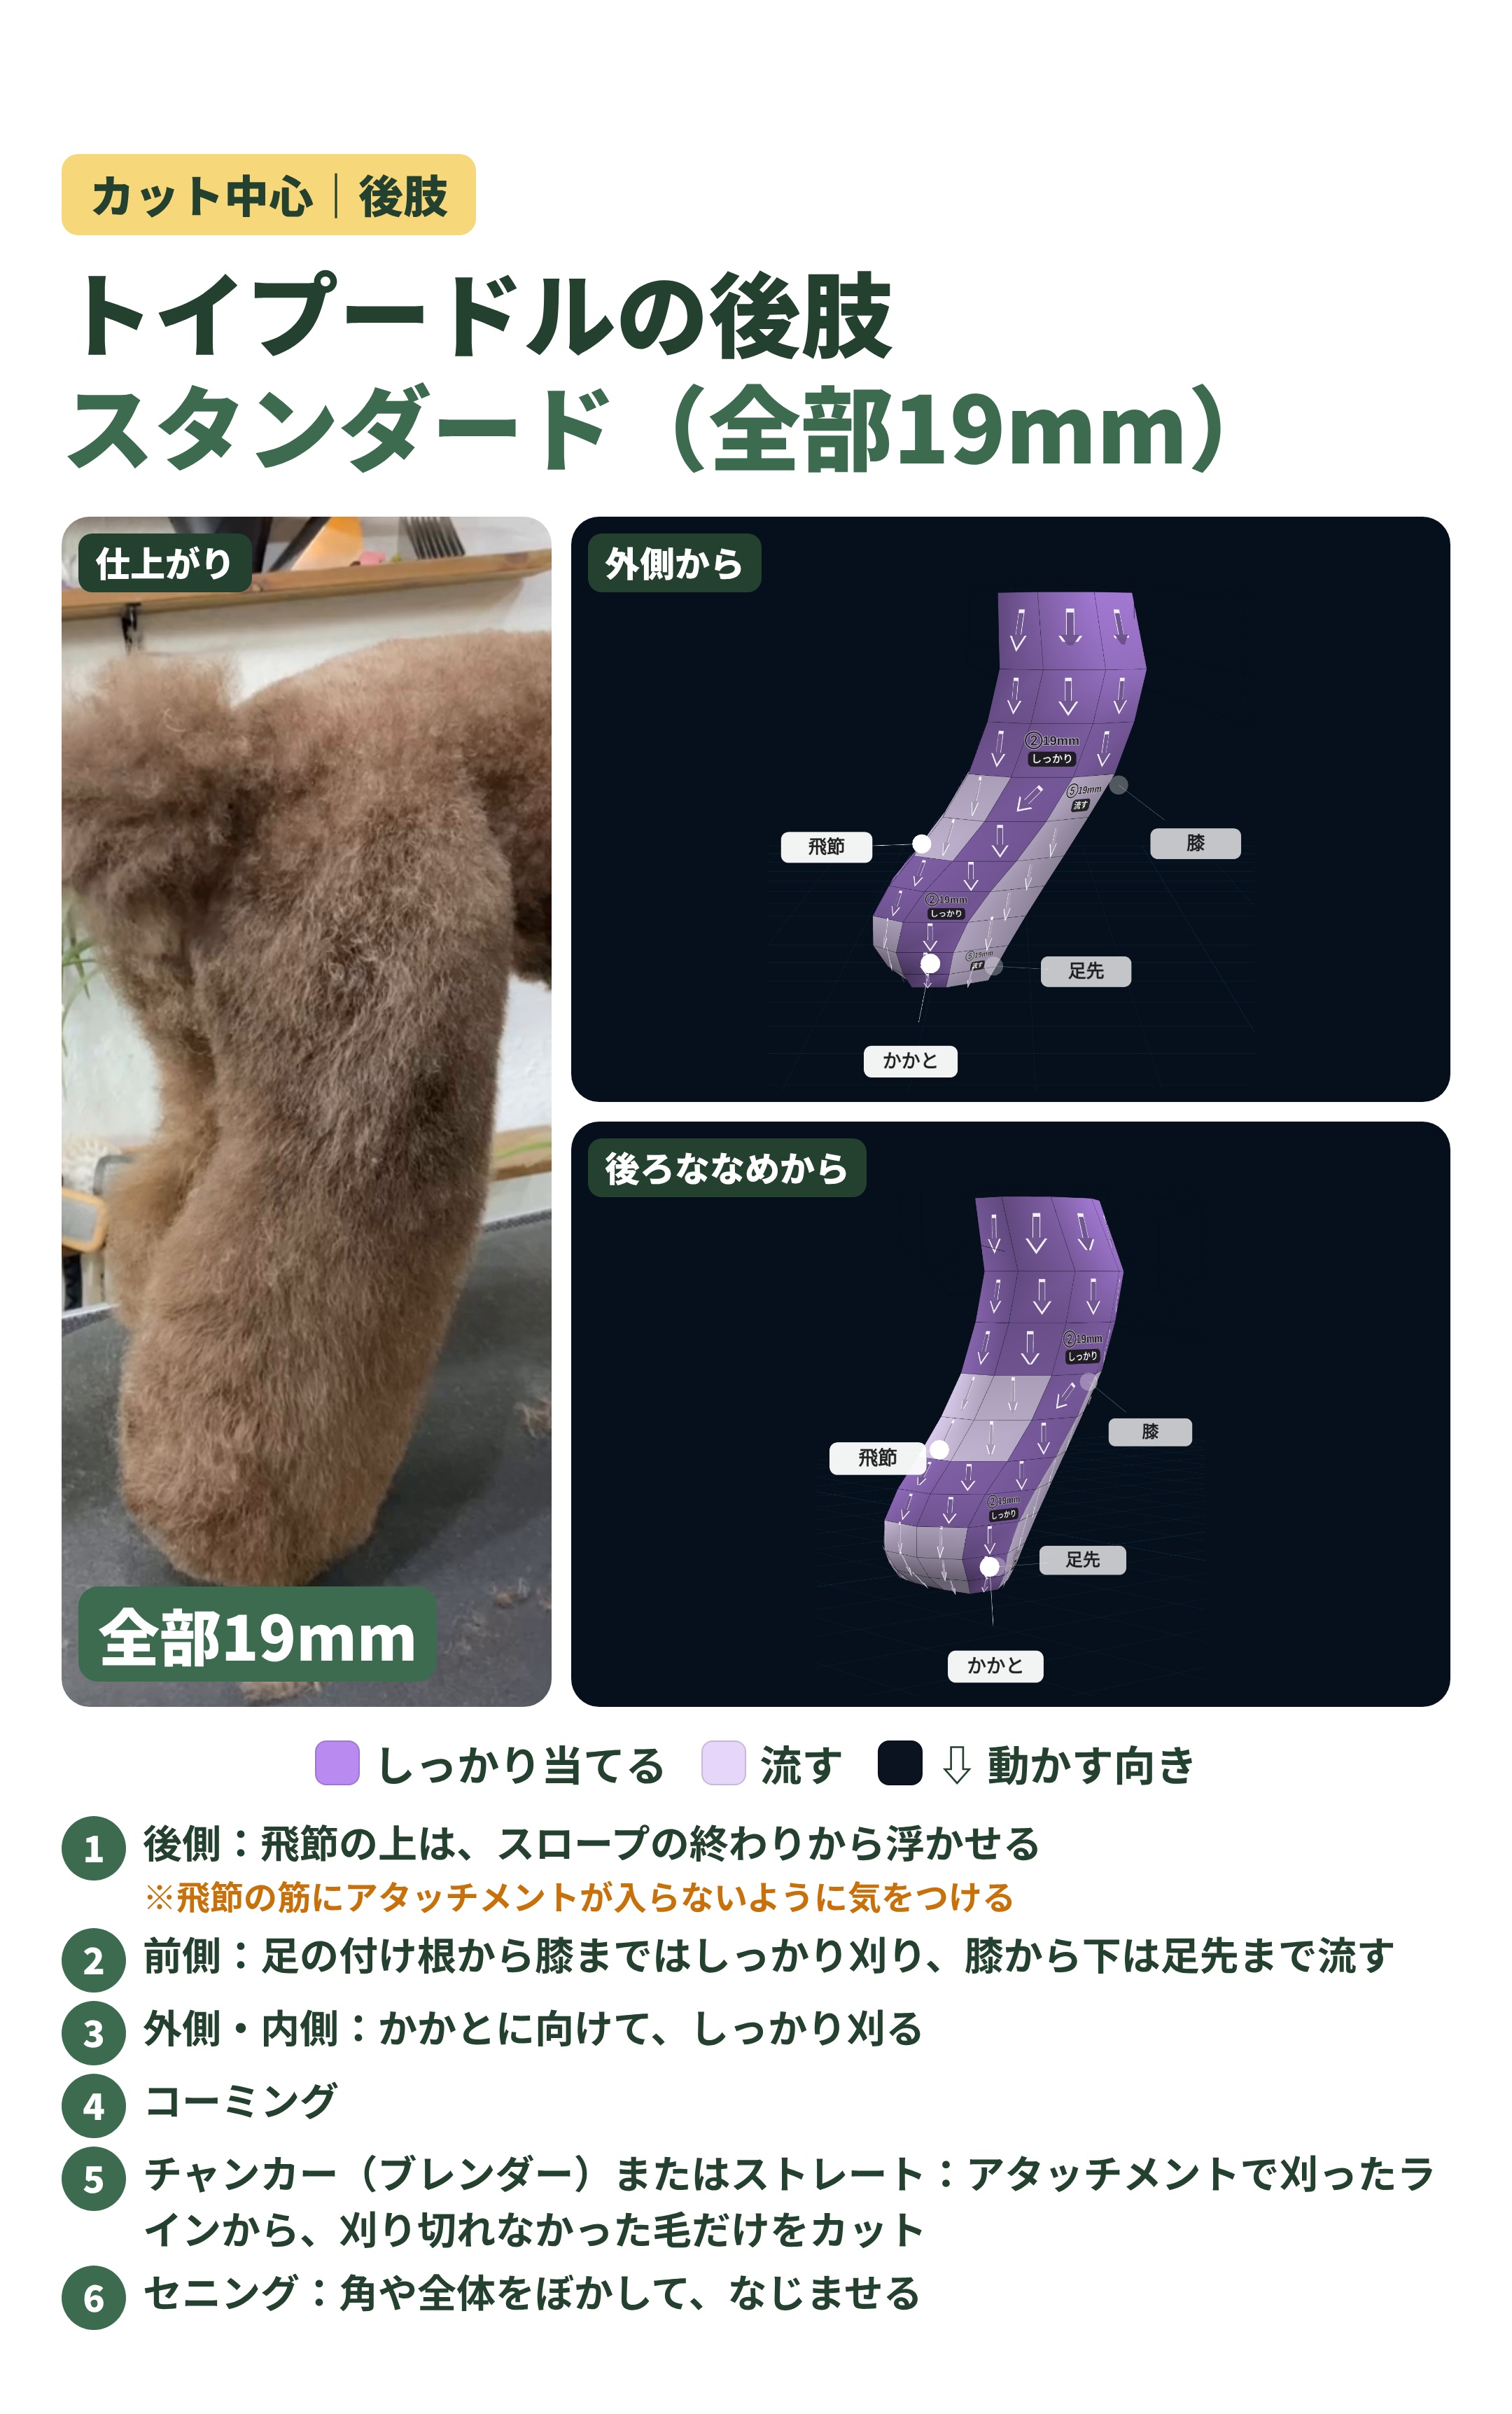 カット中心｜後肢
トイプードルの後肢
スタンダード（全部19mm）
仕上がり
全部19mm
外側から
②19mm
しっかり
⑤19mm
流す
飛節
膝
②19mm
しっかり
⑤19mm
流す
足先
かかと
後ろななめから
②19mm
しっかり
膝
飛節
②19mm
しっかり
足先
かかと
しっかり当てる
流す
⇩ 動かす向き
1 後側：飛節の上は、スロープの終わりから浮かせる
※飛節の筋にアタッチメントが入らないように気をつける
2 前側：足の付け根から膝まではしっかり刈り、膝から下は足先まで流す
3 外側・内側：かかとに向けて、しっかり刈る
4 コーミング
5 チャンカー（ブレンダー）またはストレート：アタッチメントで刈ったラ
インから、刈り切れなかった毛だけをカット
6 セニング：角や全体をぼかして、なじませる